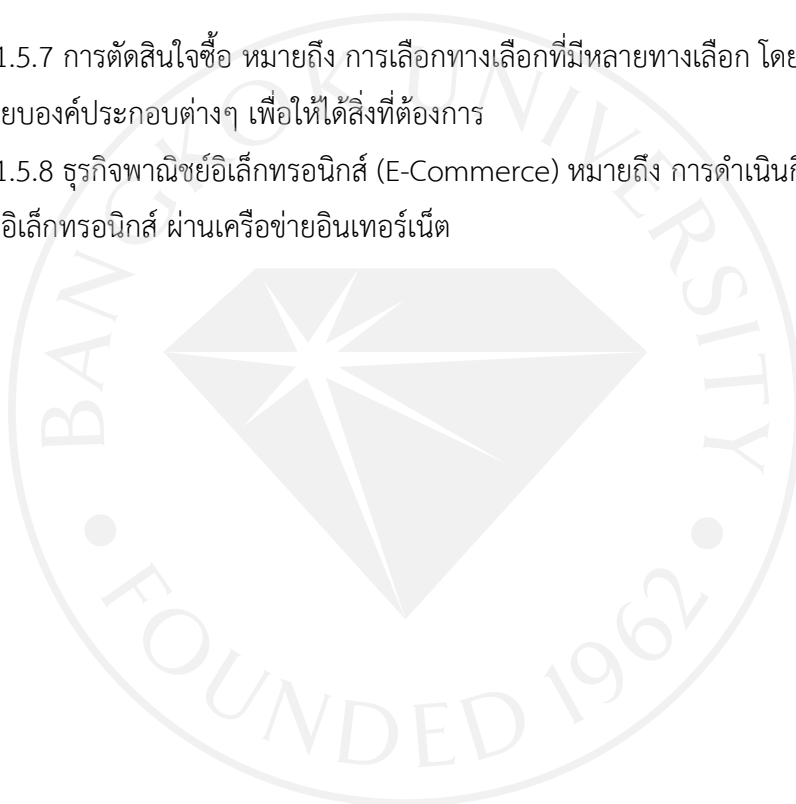 1.5.7 การตัดสินใจซื้อ หมายถึง การเลือกทางเลือกที่มีหลายทางเลือก โดย
ยบองค์ประกอบต่างๆ เพื่อให้ได้สิ่งที่ต้องการ
1.5.8 ธุรกิจพาณิชย์อิเล็กทรอนิกส์ (E-Commerce) หมายถึง การดำเนิน
อิเล็กทรอนิกส์ ผ่านเครือข่ายอินเทอร์เน็ต
BANGKOK UNIVERSITY
FOUNDED 1962